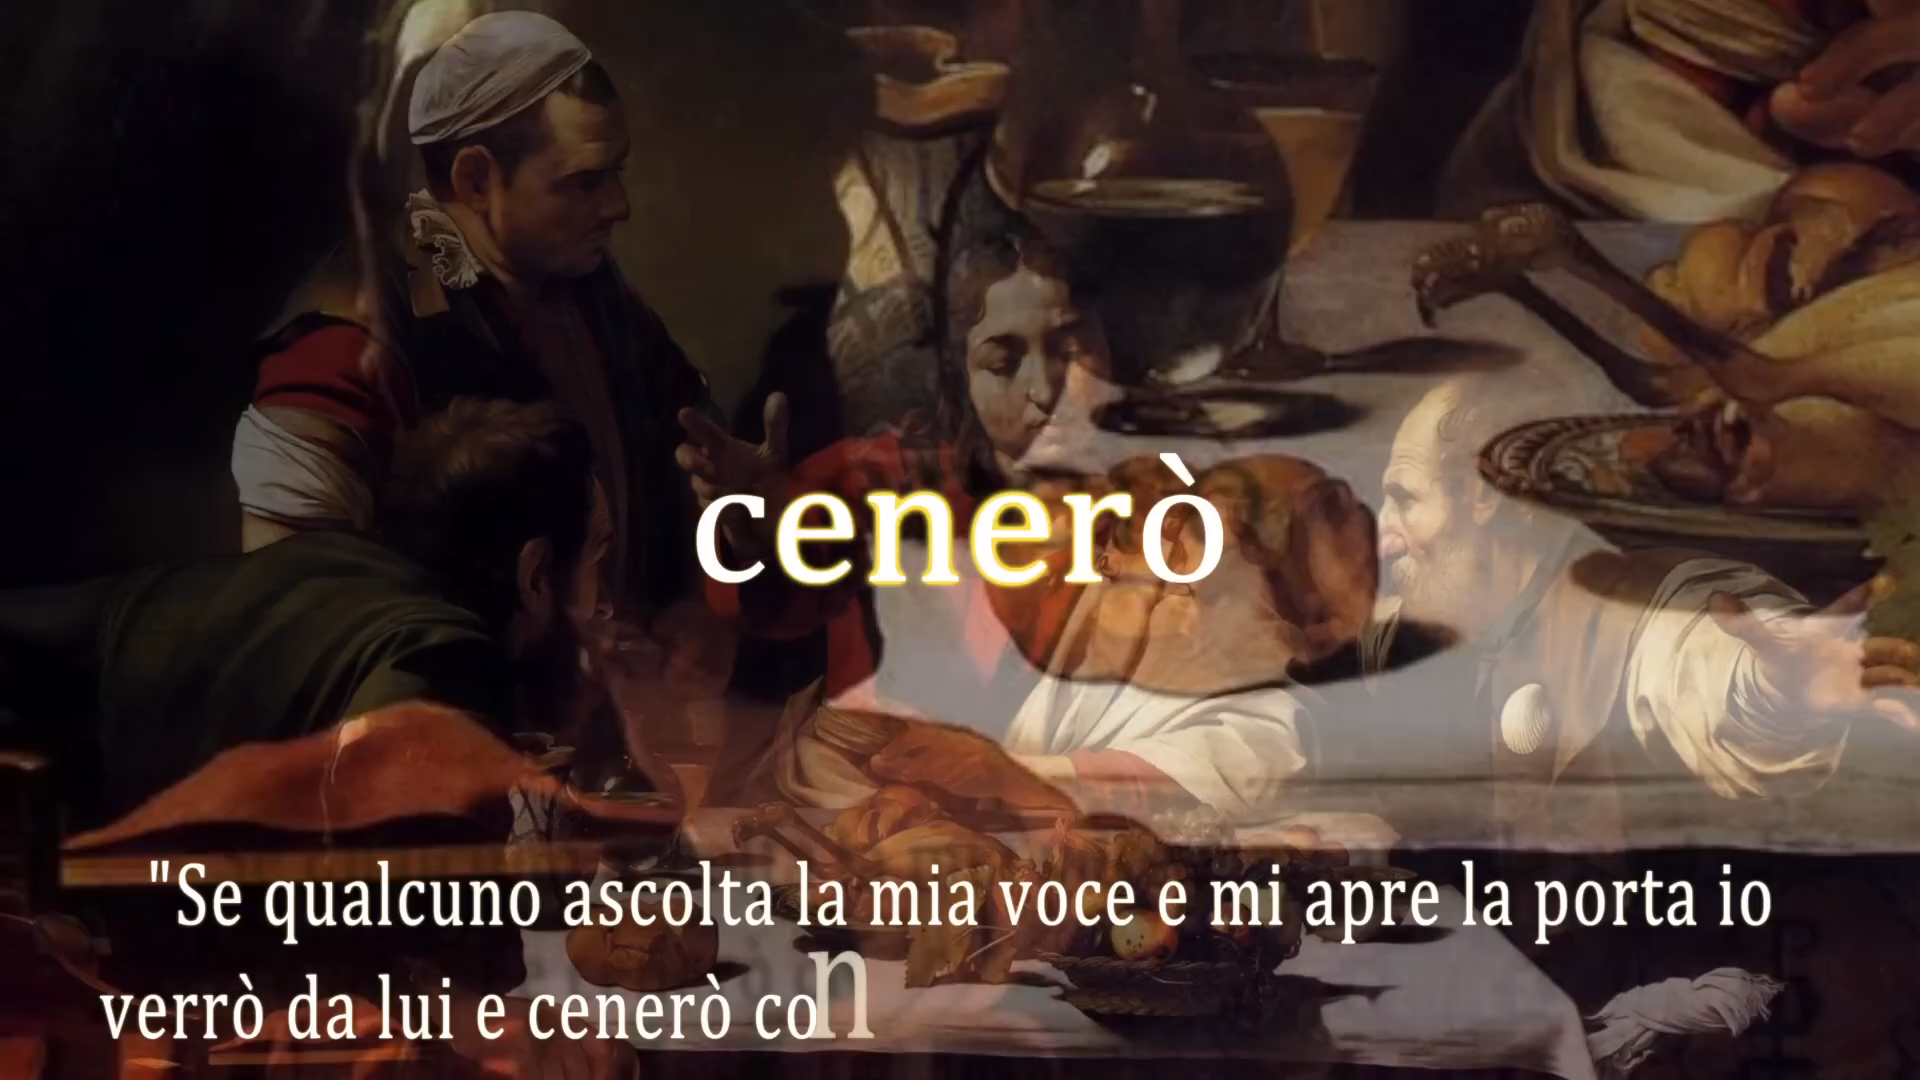 cenerò
"Se qualcuno ascolta la mia voce e mi apre la porta io
verrò da lui e cenerò con